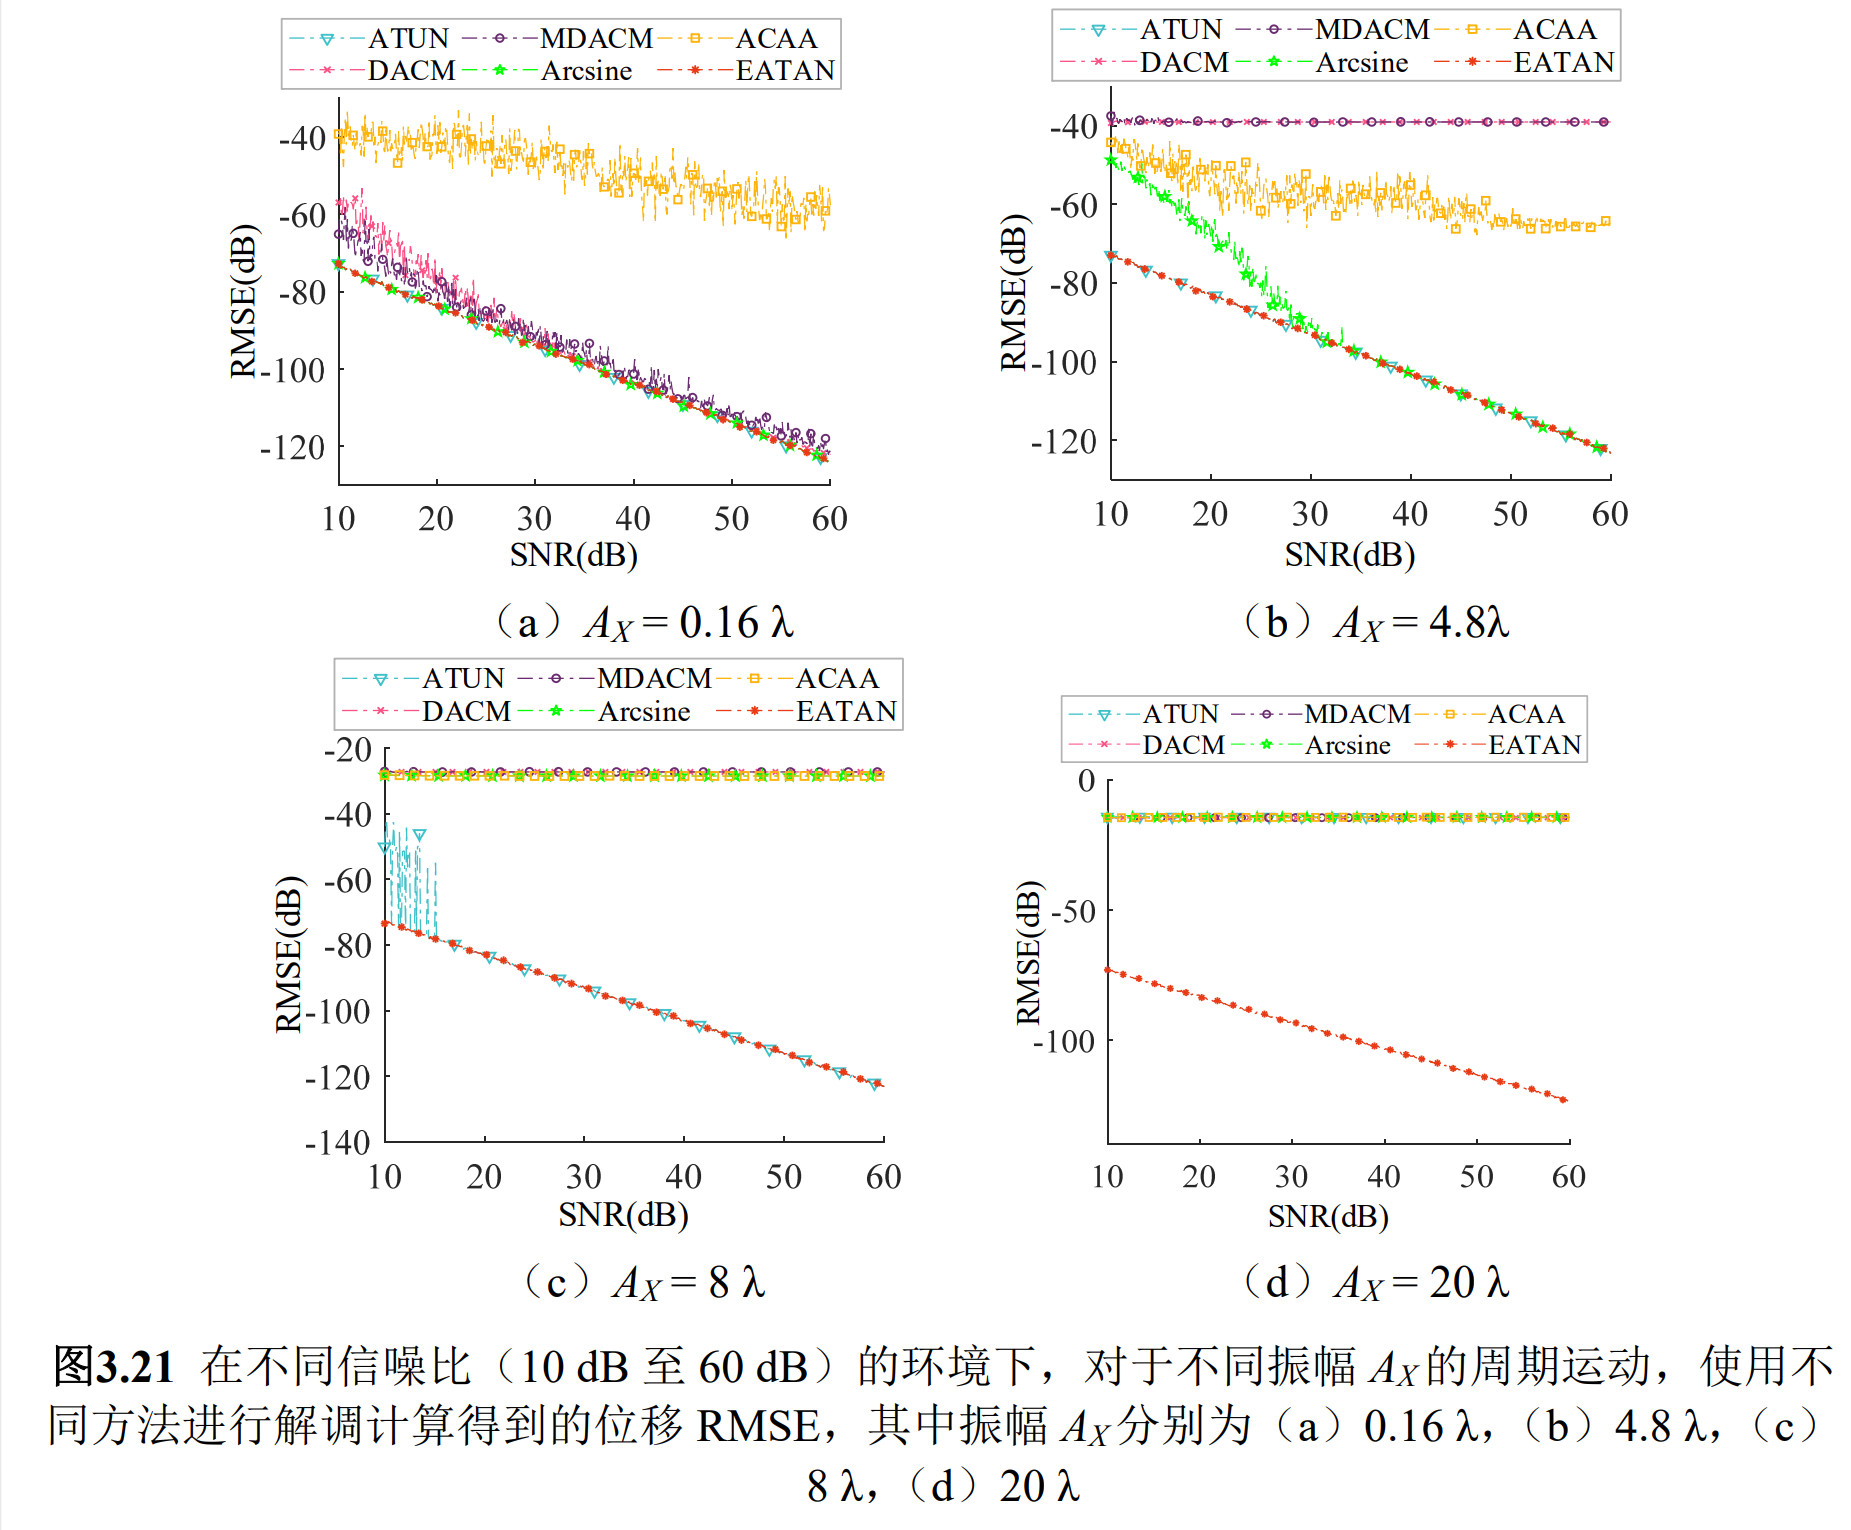 ATUN MDACM ACAA
DACM Arcsine EATAN
-40
-60
-80
-100
-120
RMSE(dB)
10 20 30 40 50 60
SNR(dB)
（a）AX = 0.16 λ
ATUN MDACM ACAA
DACM Arcsine EATAN
-40
-60
-80
-100
-120
RMSE(dB)
10 20 30 40 50 60
SNR(dB)
（b）AX = 4.8λ
ATUN MDACM ACAA
DACM Arcsine EATAN
-20
-40
-60
-80
-100
-120
-140
RMSE(dB)
10 20 30 40 50 60
SNR(dB)
（c）AX = 8 λ
ATUN MDACM ACAA
DACM Arcsine EATAN
0
-50
-100
RMSE(dB)
10 20 30 40 50 60
SNR(dB)
（d）AX = 20 λ
图3.21 在不同信噪比（10 dB 至 60 dB）的环境下，对于不同振幅 AX 的周期运动，使用不
同方法进行解调计算得到的位移 RMSE，其中振幅 AX 分别为（a）0.16 λ，（b）4.8 λ，（c）
8 λ，（d）20 λ